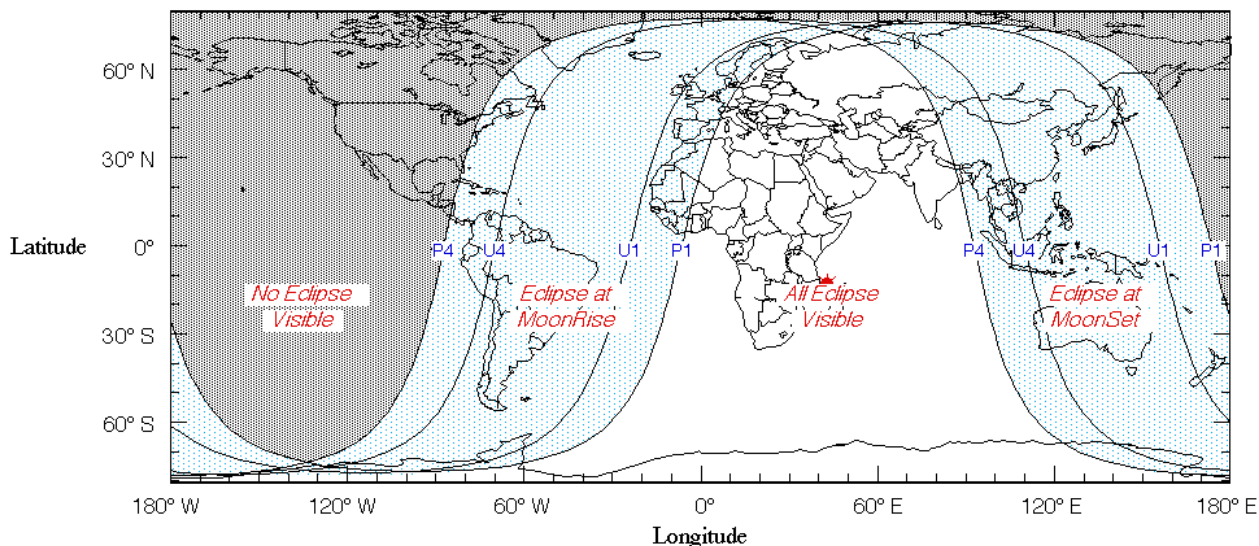 60° N
30° N
Latitude
0°
P4
U4
U1
P1
P4
U4
U1
P1
No Eclipse
Visible
Eclipse at
MoonRise
All Eclipse
Visible
Eclipse at
MoonSet
30° S
60° S
180° W
120° W
60° W
0°
60° E
120° E
180° E
Longitude